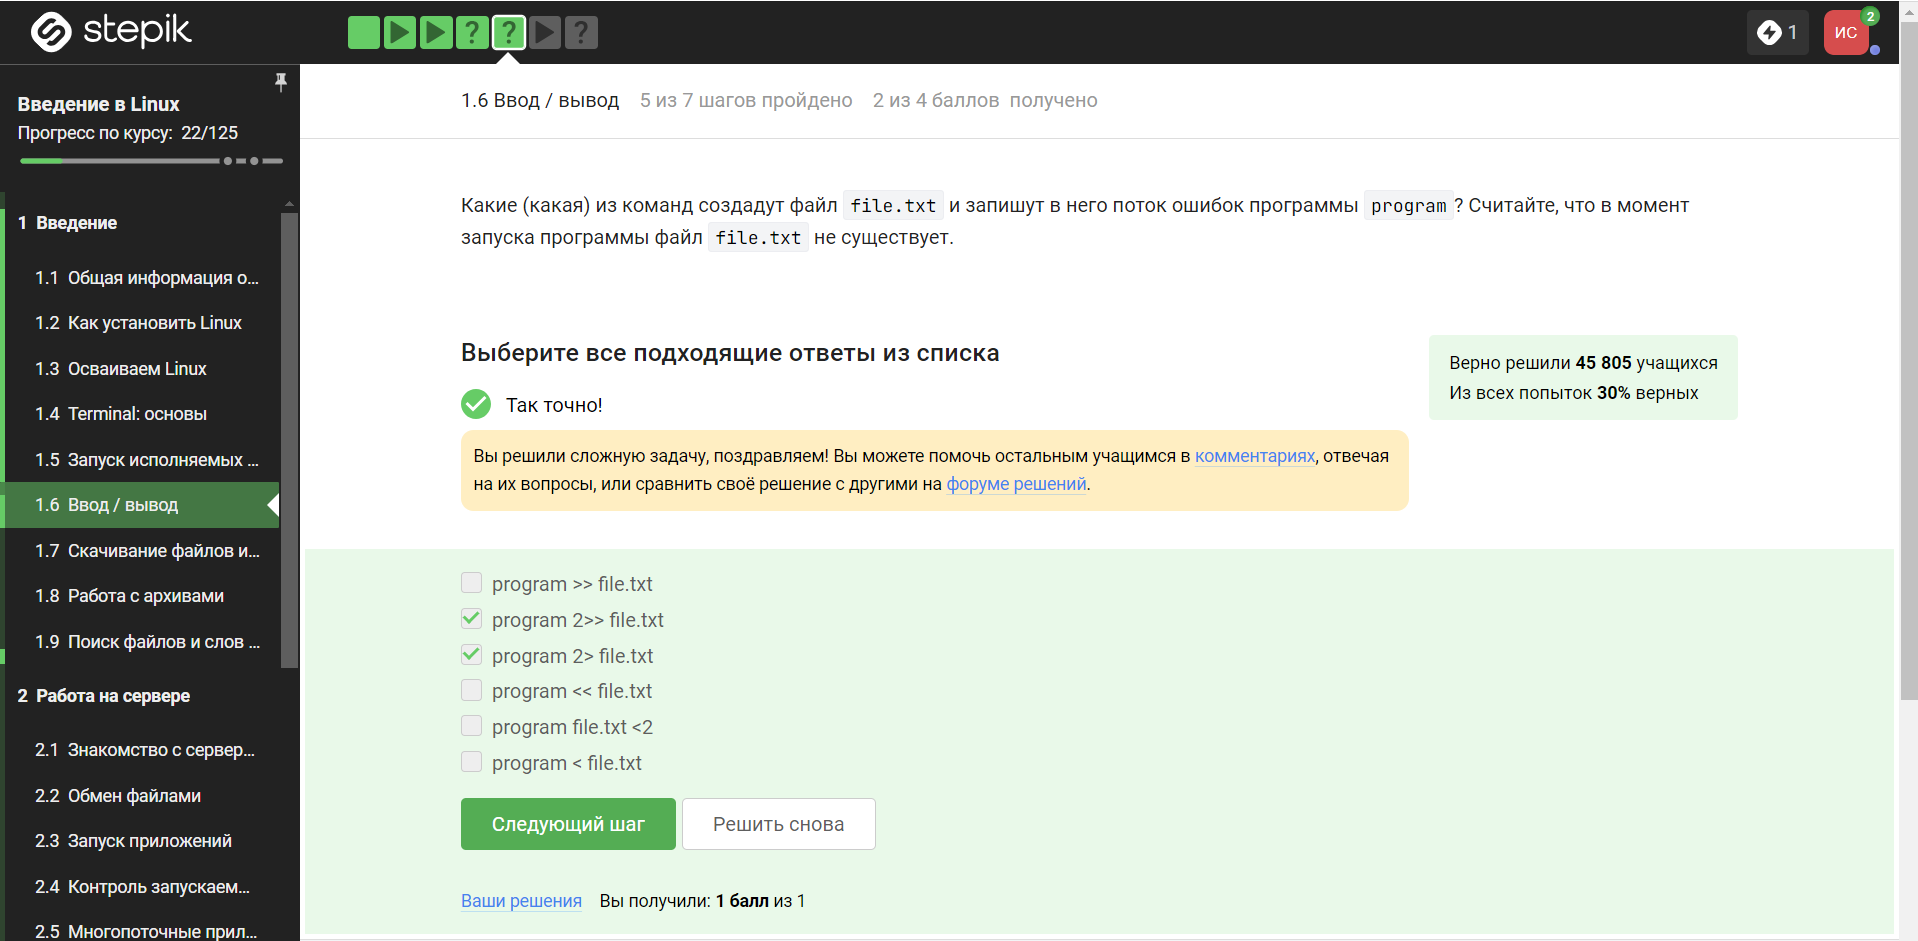 stepik
?
?
?
1
ИС
2
Введение в Linux
Прогресс по курсу: 22/125
1 Введение
1.1 Общая информация о...
1.2 Как установить Linux
1.3 Осваиваем Linux
1.4 Terminal: основы
1.5 Запуск исполняемых ...
1.6 Ввод / вывод
1.7 Скачивание файлов и...
1.8 Работа с архивами
1.9 Поиск файлов и слов ...
2 Работа на сервере
2.1 Знакомство с сервер...
2.2 Обмен файлами
2.3 Запуск приложений
2.4 Контроль запускаем...
2.5 Многопоточные прил...
1.6 Ввод / вывод 5 из 7 шагов пройдено 2 из 4 баллов получено
Какие (какая) из команд создадут файл file.txt и запишут в него поток ошибок программы program? Считайте, что в момент
запуска программы файл file.txt не существует.
Выберите все подходящие ответы из списка
Верно решили 45 805 учащихся
Из всех попыток 30% верных
Так точно!
Вы решили сложную задачу, поздравляем! Вы можете помочь остальным учащимся в комментариях, отвечая
на их вопросы, или сравнить своё решение с другими на форуме решений.
program >> file.txt
program 2>> file.txt
program 2> file.txt
program << file.txt
program file.txt <2
program < file.txt
Следующий шаг
Решить снова
Ваши решения Вы получили: 1 балл из 1